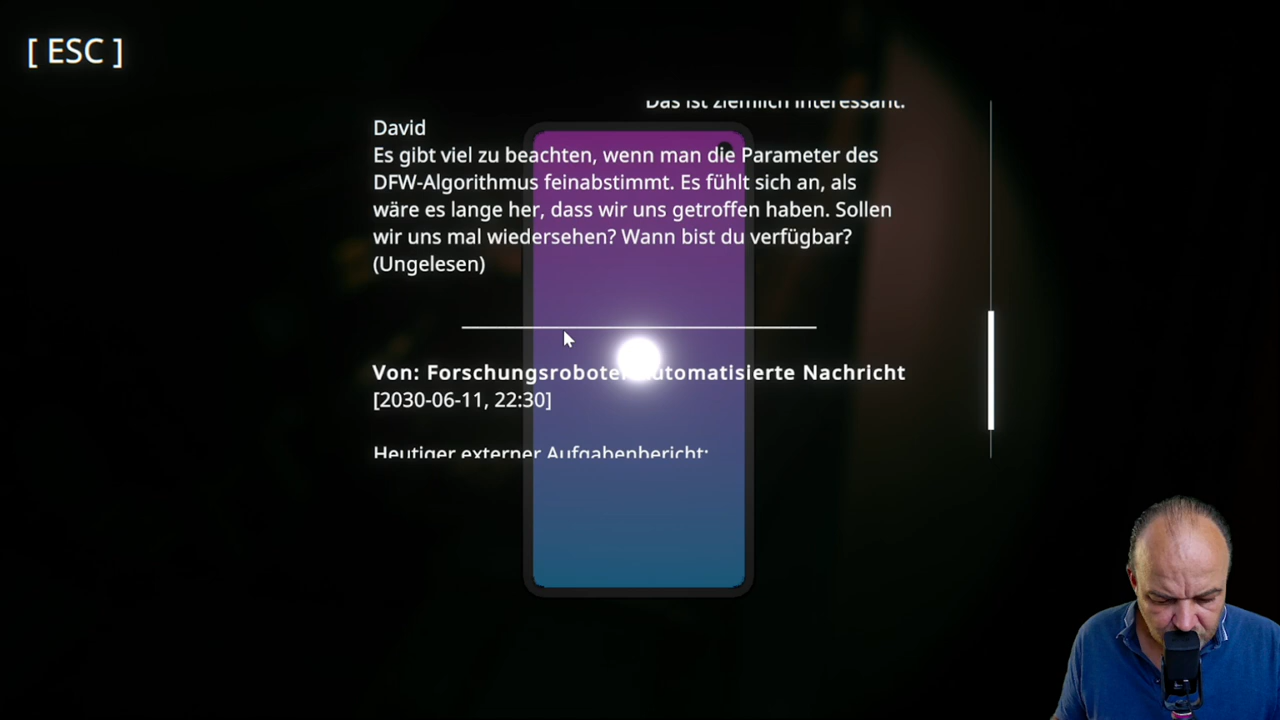 [ ESC ]
Das ist ziemlich interessant.
David
Es gibt viel zu beachten, wenn man die Parameter des
DFW-Algorithmus feinabstimmt. Es fühlt sich an, als
wäre es lange her, dass wir uns getroffen haben. Sollen
wir uns mal wiedersehen? Wann bist du verfügbar?
(Ungelesen)
Von: Nachricht
[2030-06-11, 22:30]
Heutiger externer Aufgabenbericht: